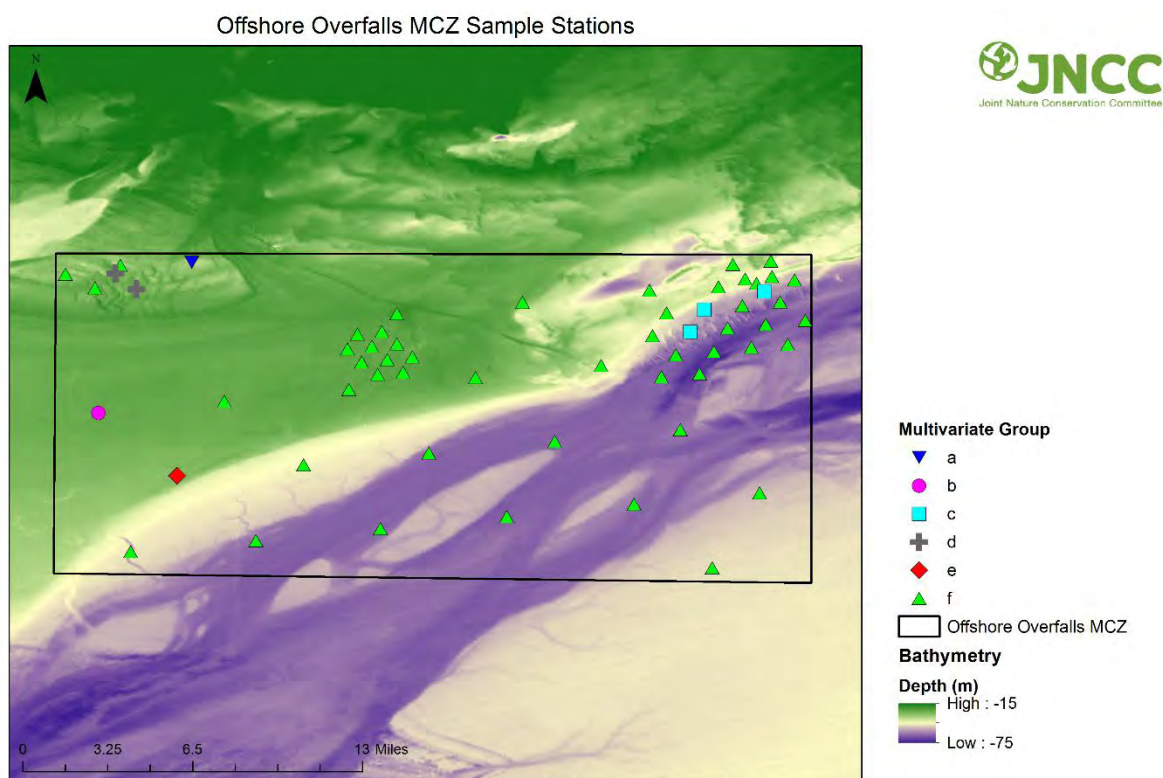 Offshore Overfalls MCZ Sample Stations
N
JNCC
Joint Nature Conservation Committee
Multivariate Group
a
b
c
d
e
f
Offshore Overfalls MCZ
Bathymetry
Depth (m)
High : -15
Low : -75
0 3.25 6.5 13 Miles